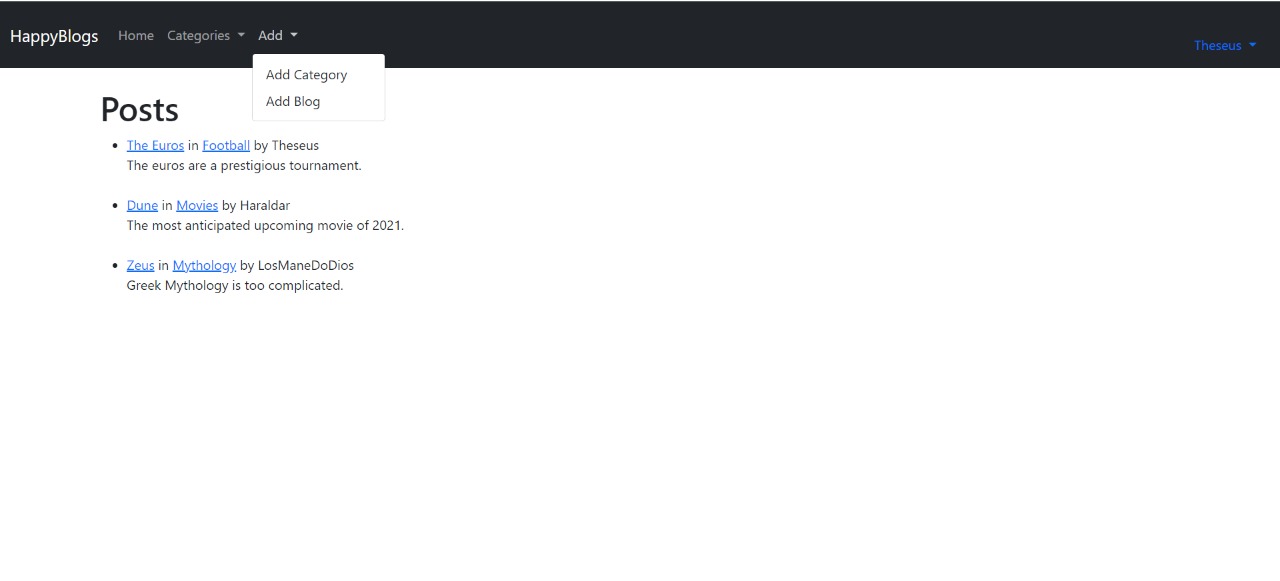 HappyBlogs Home Categories Add
Theseus
Add Category
Add Blog
Posts
The Euros in Football by Theseus
The euros are a prestigious tournament.
Dune in Movies by Haraldar
The most anticipated upcoming movie of 2021.
Zeus in Mythology by LosManeDoDios
Greek Mythology is too complicated.